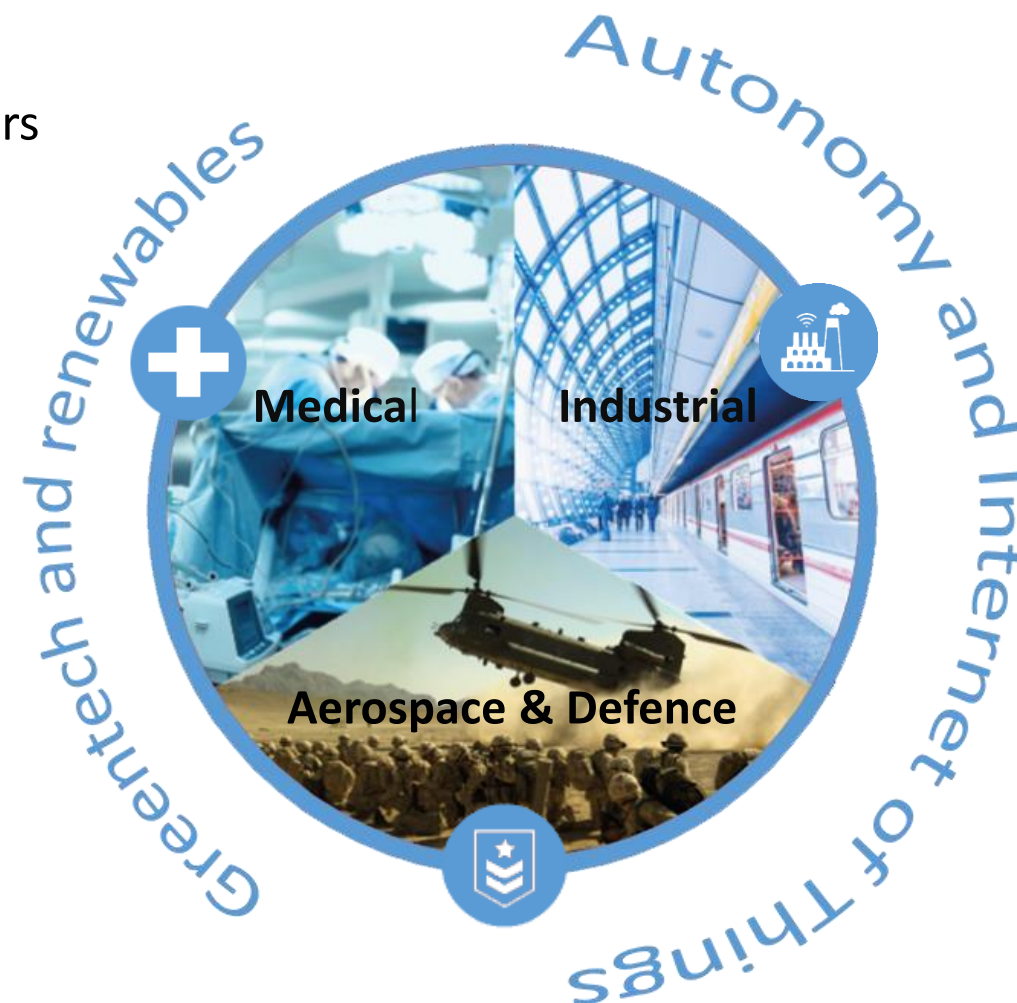 rs
Greentech and renewables
Autonomy and Internet of Things
Medical
Industrial
Aerospace & Defence